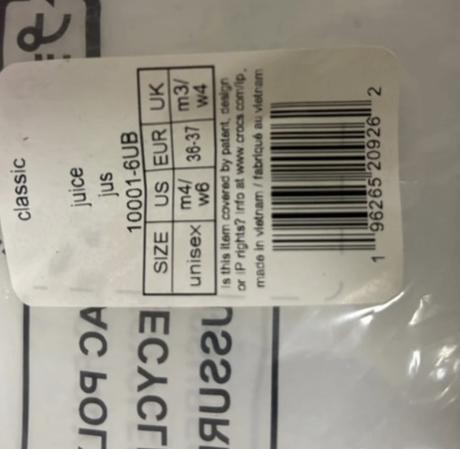 classic
juice
jus
10001-6UB
SIZE US EUR UK
unisex m4/ w6 36-37 m3/ w4
Is this item covered by patent, design
or IP rights? Info at www.crocs.com/ip.
made in vietnam / fabriqué au vietnam
1 96265 20926 2